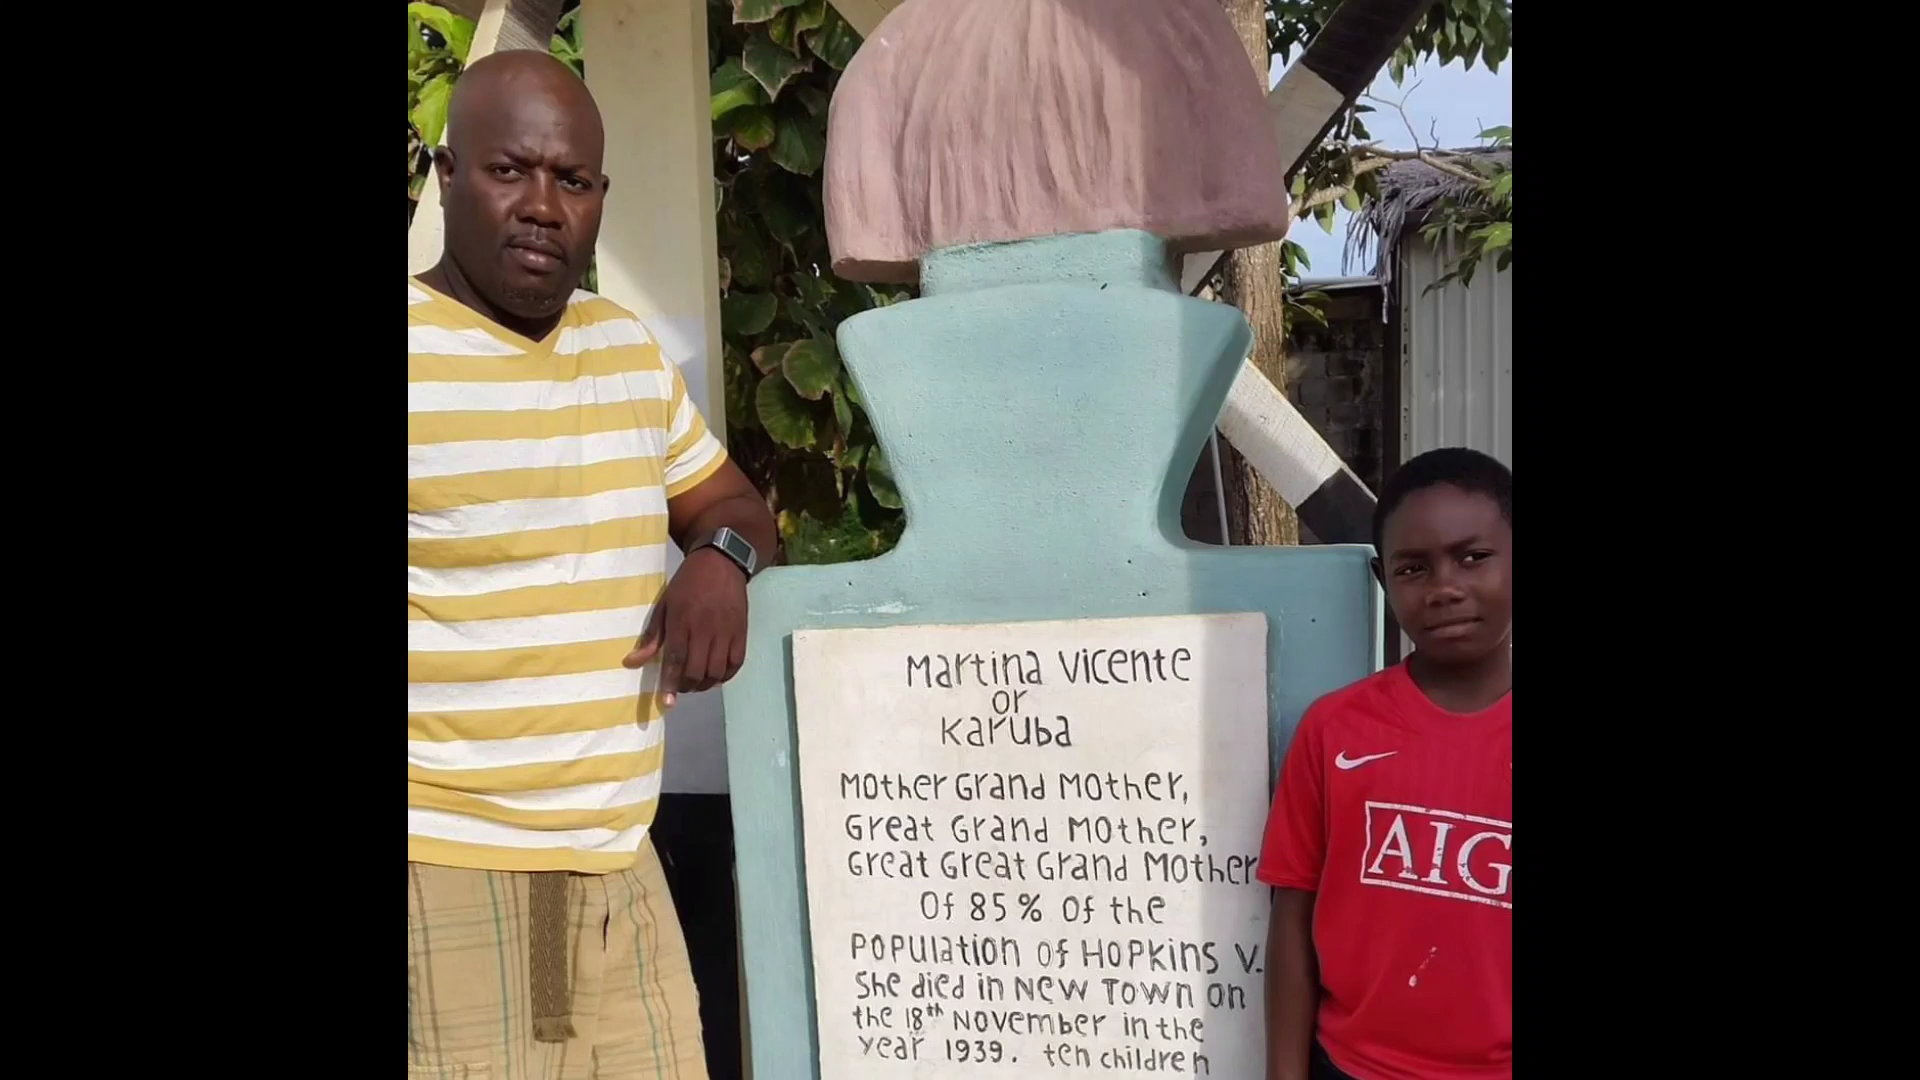 Martina Vicente
or
Karuba
Mother Grand Mother,
Great Grand Mother,
Great Great Grand Mother
Of 85% Of the
Population of Hopkins V.
She died in New Town on
the 18th November in the
year 1939. ten children
AIG